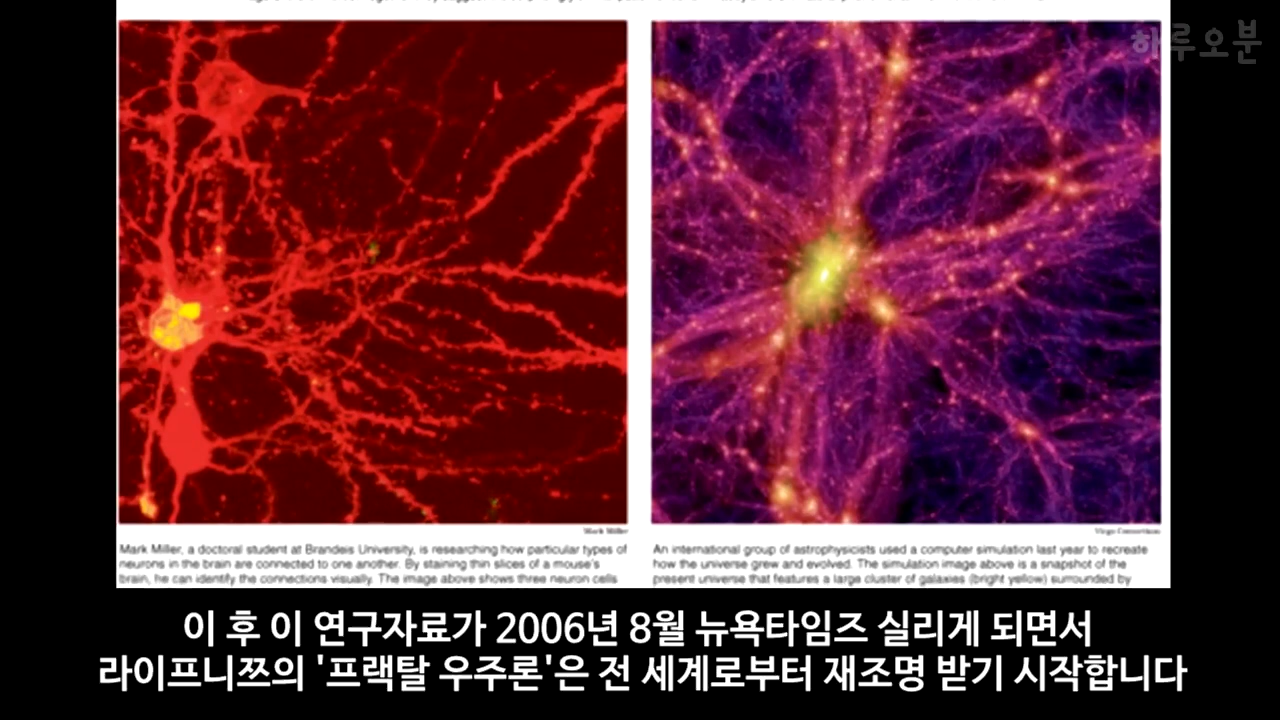 하루오분
Mark Miller
Virgo Consortium
Mark Miller, a doctoral student at Brandeis University, is researching how particular types of
neurons in the brain are connected to one another. By staining thin slices of a mouse's
brain, he can identify the connections visually. The image above shows three neuron cells
An international group of astrophysicists used a computer simulation last year to recreate
how the universe grew and evolved. The simulation image above is a snapshot of the
present universe that features a large cluster of galaxies (bright yellow) surrounded by
이 후 이 연구자료가 2006년 8월 뉴욕타임즈 실리게 되면서
라이프니쯔의 '프랙탈 우주론'은 전 세계로부터 재조명 받기 시작합니다